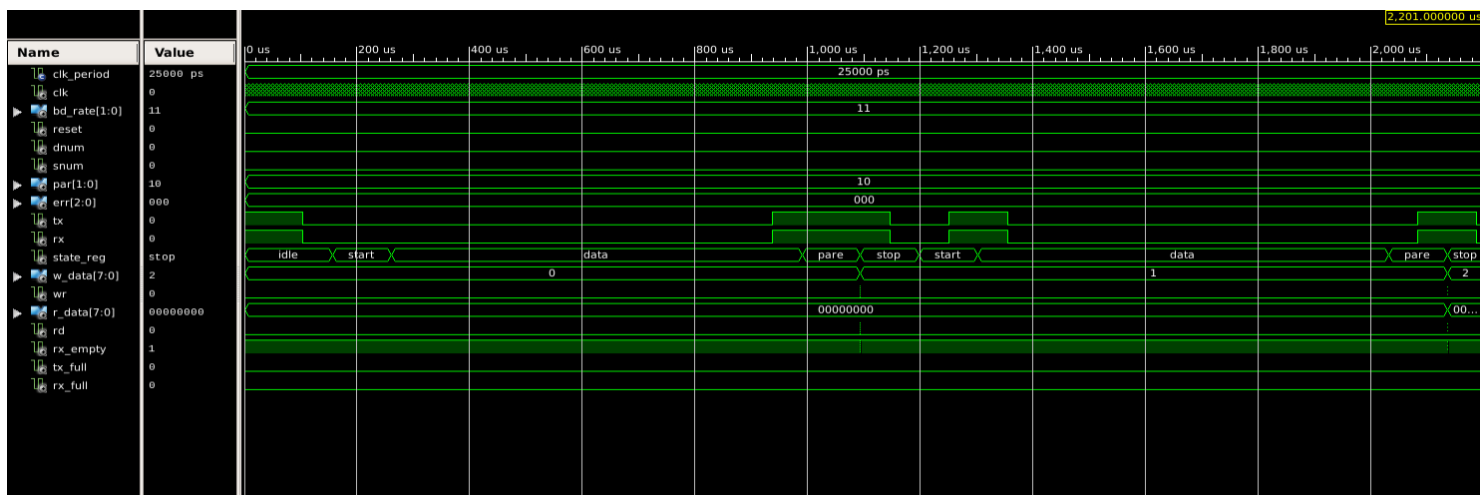 2,201.000000 us
Name Value 0 us 200 us 400 us 600 us 800 us 1,000 us 1,200 us 1,400 us 1,600 us 1,800 us 2,000 us
clk_period 25000 ps 25000 ps
clk 0
bd_rate[1:0] 11 11
reset 0
dnum 0
snum 0
par[1:0] 10 10
err[2:0] 000 000
tx 0
rx 0
state_reg stop idle start data pare stop start data pare stop
w_data[7:0] 2 0 1 2
wr 0
r_data[7:0] 00000000 00000000 00...
rd 0
rx_empty 1
tx_full 0
rx_full 0